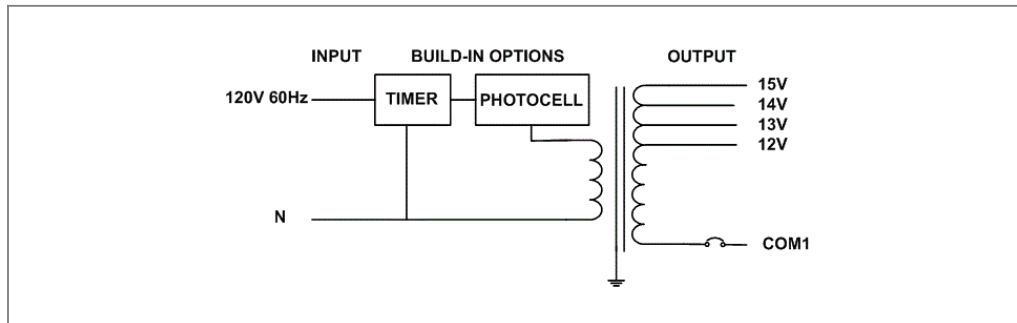 INPUT BUILD-IN OPTIONS OUTPUT
120V 60Hz TIMER PHOTOCELL 15V
14V
13V
12V
N
COM1